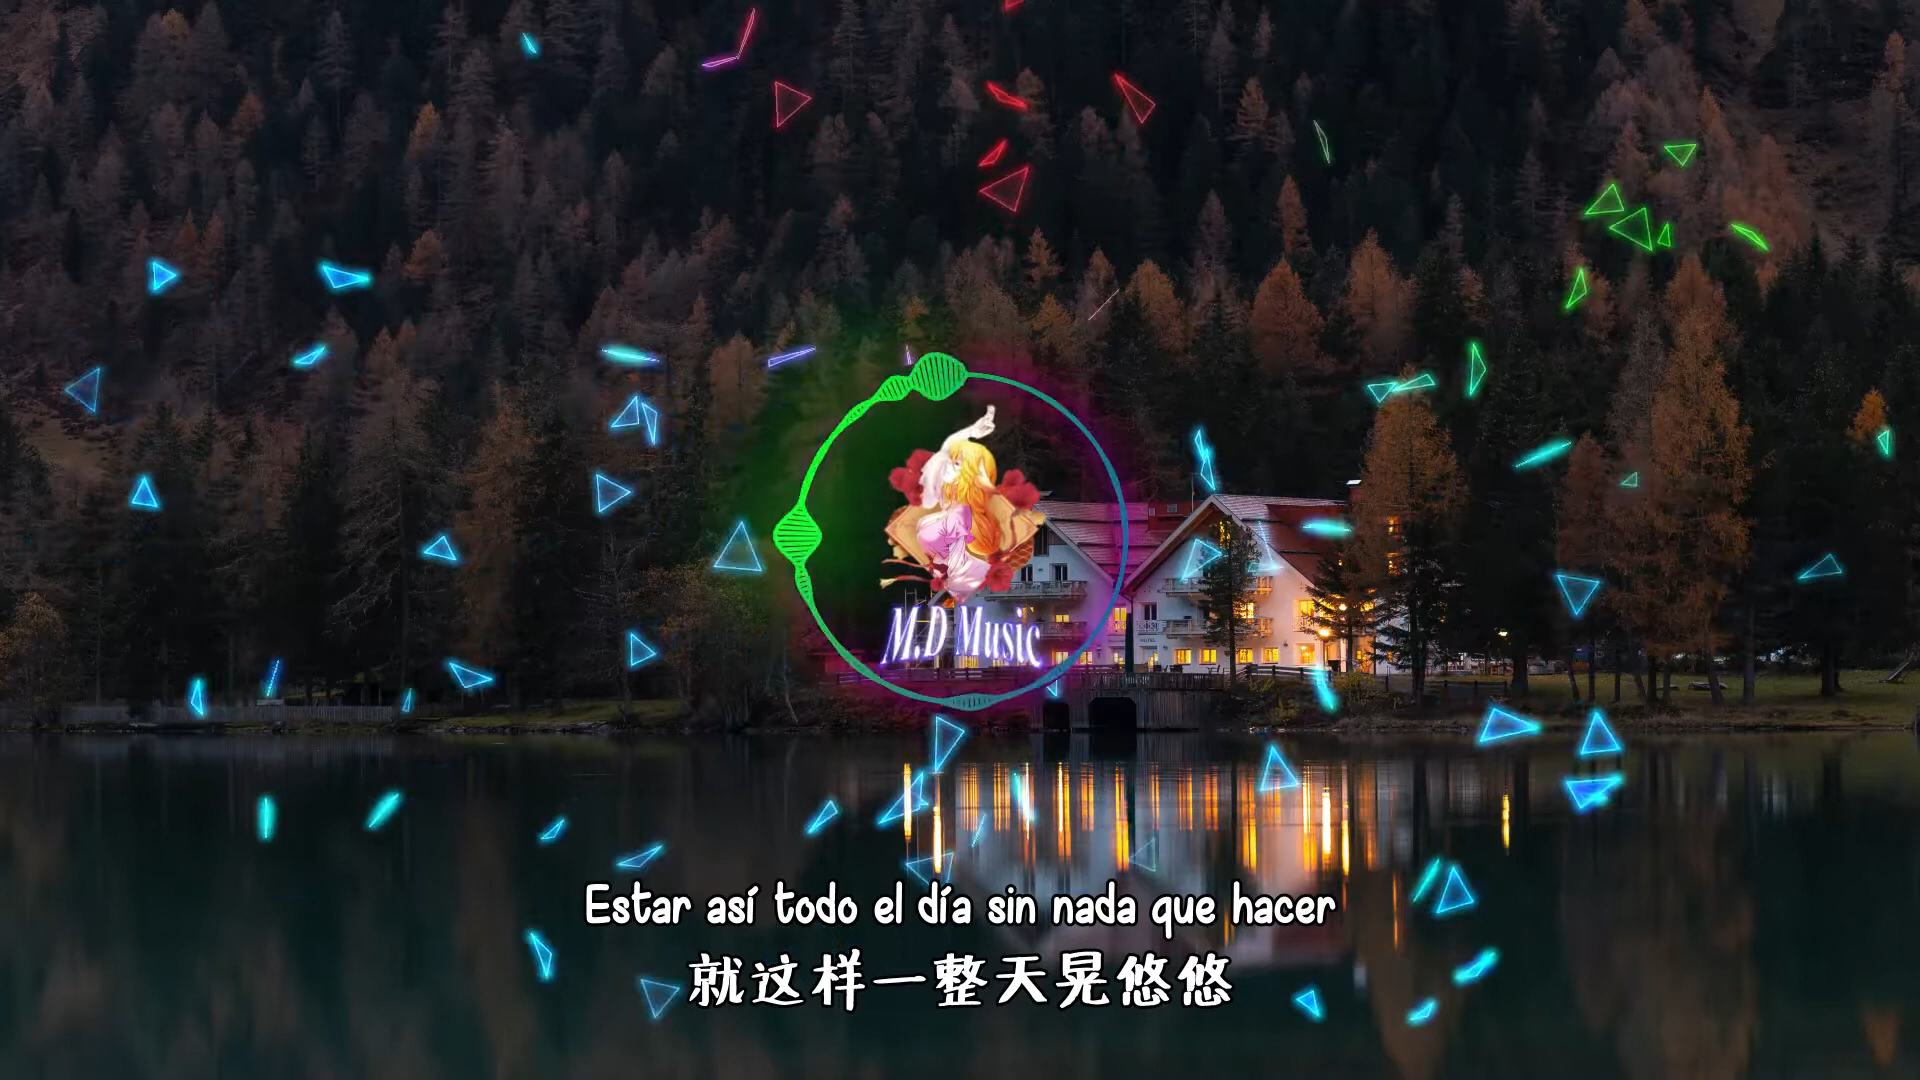 M.D Music
HOTEL
Estar así todo el día sin nada que hacer
就这样一整天晃悠悠